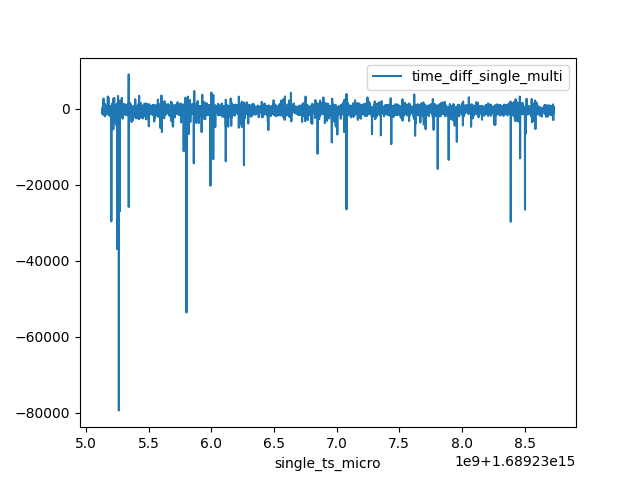 time_diff_single_multi
0
−20000
−40000
−60000
−80000
5.0 5.5 6.0 6.5 7.0 7.5 8.0 8.5
single_ts_micro
1e9+1.68923e15